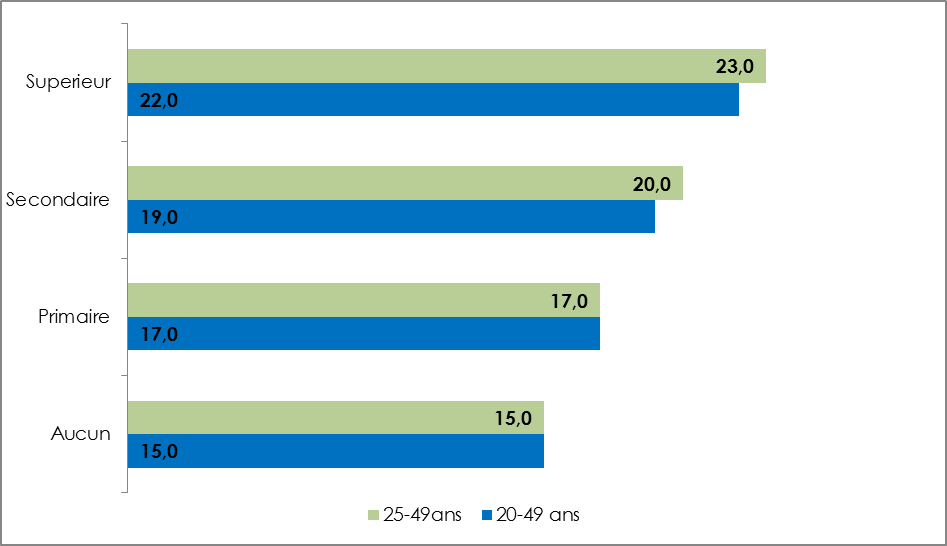 23,0
Superieur
22,0
20,0
Secondaire
19,0
17,0
Primaire
17,0
15,0
Aucun
15,0
25-49ans 20-49 ans